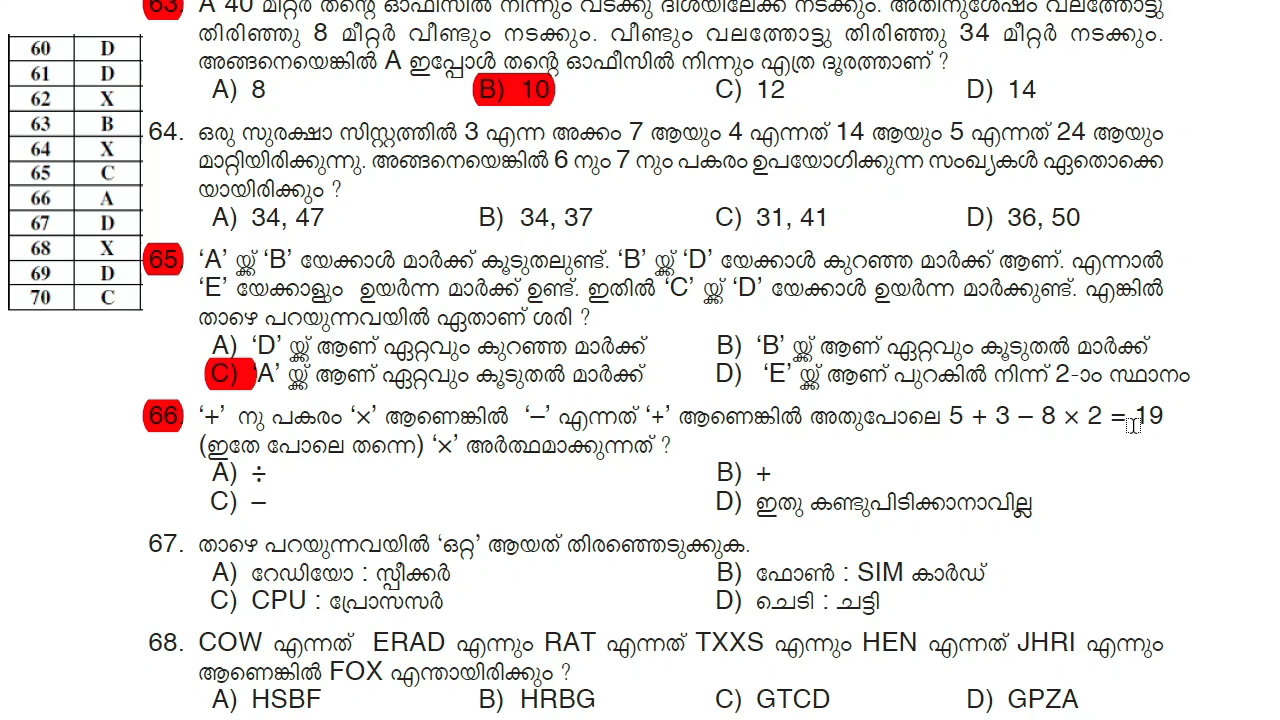 63 A 40 മീറ്റർ തന്റെ ഓഫീസിൽ നിന്നും വടക്കു ദിശയിലേക്ക് നടക്കും. അതിനുശേഷം വലത്തോട്ടു
തിരിഞ്ഞു 8 മീറ്റർ വീണ്ടും നടക്കും. വീണ്ടും വലത്തോട്ടു തിരിഞ്ഞു 34 മീറ്റർ നടക്കും.
അങ്ങനെയെങ്കിൽ A ഇപ്പോൾ തന്റെ ഓഫീസിൽ നിന്നും എത്ര ദൂരത്താണ് ?
A) 8 B) 10 C) 12 D) 14
60 D
61 D
62 X
63 B
64 X
65 C
66 A
67 D
68 X
69 D
70 C
64. ഒരു സുരക്ഷാ സിസ്റ്റത്തിൽ 3 എന്ന അക്കം 7 ആയും 4 എന്നത് 14 ആയും 5 എന്നത് 24 ആയും
മാറ്റിയിരിക്കുന്നു. അങ്ങനെയെങ്കിൽ 6 നും 7 നും പകരം ഉപയോഗിക്കുന്ന സംഖ്യകൾ ഏതൊക്കെ
യായിരിക്കും ?
A) 34, 47 B) 34, 37 C) 31, 41 D) 36, 50
65 ‘A’ യ്ക്ക് ‘B’ യേക്കാൾ മാർക്ക് കൂടുതലുണ്ട്. ‘B’ യ്ക്ക് ‘D’ യേക്കാൾ കുറഞ്ഞ മാർക്ക് ആണ്. എന്നാൽ
‘E’ യേക്കാളും ഉയർന്ന മാർക്ക് ഉണ്ട്. ഇതിൽ ‘C’ യ്ക്ക് ‘D’ യേക്കാൾ ഉയർന്ന മാർക്കുണ്ട്. എങ്കിൽ
താഴെ പറയുന്നവയിൽ ഏതാണ് ശരി ?
A) ‘D’ യ്ക്ക് ആണ് ഏറ്റവും കുറഞ്ഞ മാർക്ക് B) ‘B’ യ്ക്ക് ആണ് ഏറ്റവും കൂടുതൽ മാർക്ക്
C) ‘A’ യ്ക്ക് ആണ് ഏറ്റവും കൂടുതൽ മാർക്ക് D) ‘E’ യ്ക്ക് ആണ് പുറകിൽ നിന്ന് 2-ാം സ്ഥാനം
66 ‘+’ നു പകരം ‘×’ ആണെങ്കിൽ ‘–’ എന്നത് ‘+’ ആണെങ്കിൽ അതുപോലെ 5 + 3 – 8 × 2 = 19
(ഇതേ പോലെ തന്നെ) ‘×’ അർത്ഥമാക്കുന്നത് ?
A) ÷ B) +
C) – D) ഇതു കണ്ടുപിടിക്കാനാവില്ല
67. താഴെ പറയുന്നവയിൽ ‘ഒറ്റ’ ആയത് തിരഞ്ഞെടുക്കുക.
A) റേഡിയോ : സ്പീക്കർ B) ഫോൺ : SIM കാർഡ്
C) CPU : പ്രോസസർ D) ചെടി : ചട്ടി
68. COW എന്നത് ERAD എന്നും RAT എന്നത് TXXS എന്നും HEN എന്നത് JHRI എന്നും
ആണെങ്കിൽ FOX എന്തായിരിക്കും ?
A) HSBF B) HRBG C) GTCD D) GPZA